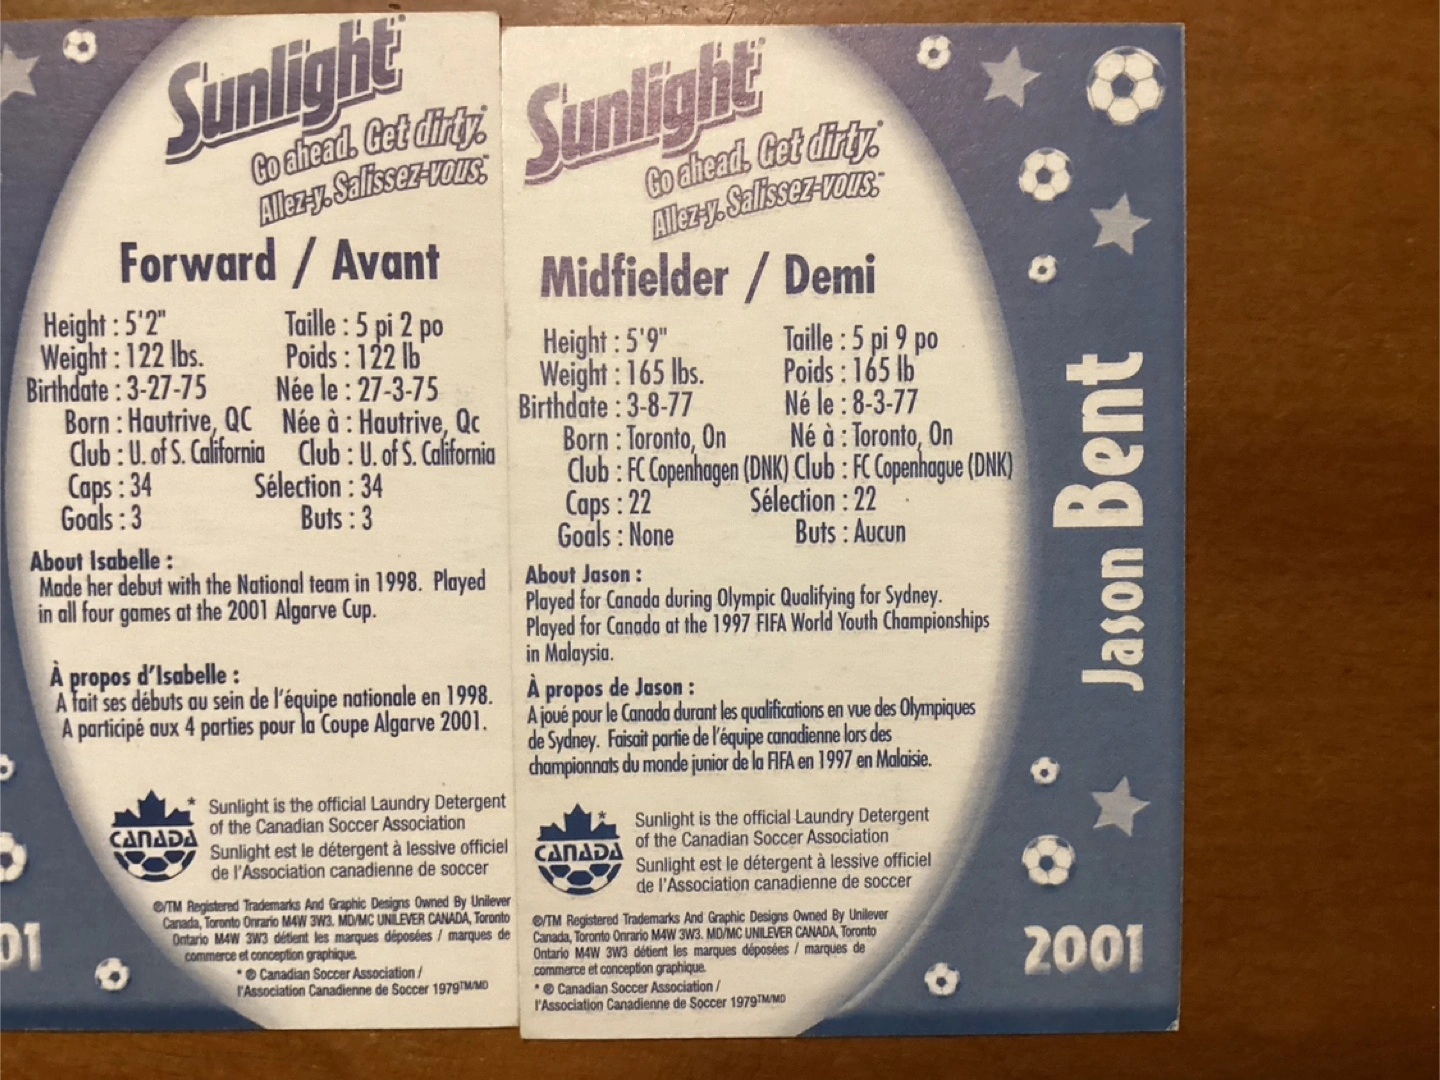 Sunlight
Go ahead. Get dirty.
Allez-y. Salissez-vous.™
Forward / Avant
Height : 5'2" Taille : 5 pi 2 po
Weight : 122 lbs. Poids : 122 lb
Birthdate : 3-27-75 Née le : 27-3-75
Born : Hautrive, QC Née à : Hautrive, Qc
Club : U. of S. California Club : U. of S. California
Caps : 34 Sélection : 34
Goals : 3 Buts : 3
About Isabelle :
Made her debut with the National team in 1998. Played
in all four games at the 2001 Algarve Cup.
À propos d'Isabelle :
A fait ses débuts au sein de l'équipe nationale en 1998.
A participé aux 4 parties pour la Coupe Algarve 2001.
CANADA
Sunlight is the official Laundry Detergent
of the Canadian Soccer Association
Sunlight est le détergent à lessive officiel
de l'Association canadienne de soccer
®/TM Registered Trademarks And Graphic Designs Owned By Unilever
Canada, Toronto Onrario M4W 3W3. MD/MC UNILEVER CANADA, Toronto
Ontario M4W 3W3 détient les marques déposées / marques de
commerce et conception graphique.
* ® Canadian Soccer Association /
l'Association Canadienne de Soccer 1979™/MD
01
Sunlight
Go ahead. Get dirty.
Allez-y. Salissez-vous.™
Midfielder / Demi
Height : 5'9" Taille : 5 pi 9 po
Weight : 165 lbs. Poids : 165 lb
Birthdate : 3-8-77 Né le : 8-3-77
Born : Toronto, On Né à : Toronto, On
Club : FC Copenhagen (DNK) Club : FC Copenhague (DNK)
Caps : 22 Sélection : 22
Goals : None Buts : Aucun
About Jason :
Played for Canada during Olympic Qualifying for Sydney.
Played for Canada at the 1997 FIFA World Youth Championships
in Malaysia.
À propos de Jason :
A joué pour le Canada durant les qualifications en vue des Olympiques
de Sydney. Faisait partie de l'équipe canadienne lors des
championnats du monde junior de la FIFA en 1997 en Malaisie.
CANADA
Sunlight is the official Laundry Detergent
of the Canadian Soccer Association
Sunlight est le détergent à lessive officiel
de l'Association canadienne de soccer
®/TM Registered Trademarks And Graphic Designs Owned By Unilever
Canada, Toronto Onrario M4W 3W3. MD/MC UNILEVER CANADA, Toronto
Ontario M4W 3W3 détient les marques déposées / marques de
commerce et conception graphique.
* ® Canadian Soccer Association /
l'Association Canadienne de Soccer 1979™/MD
Jason Bent
2001